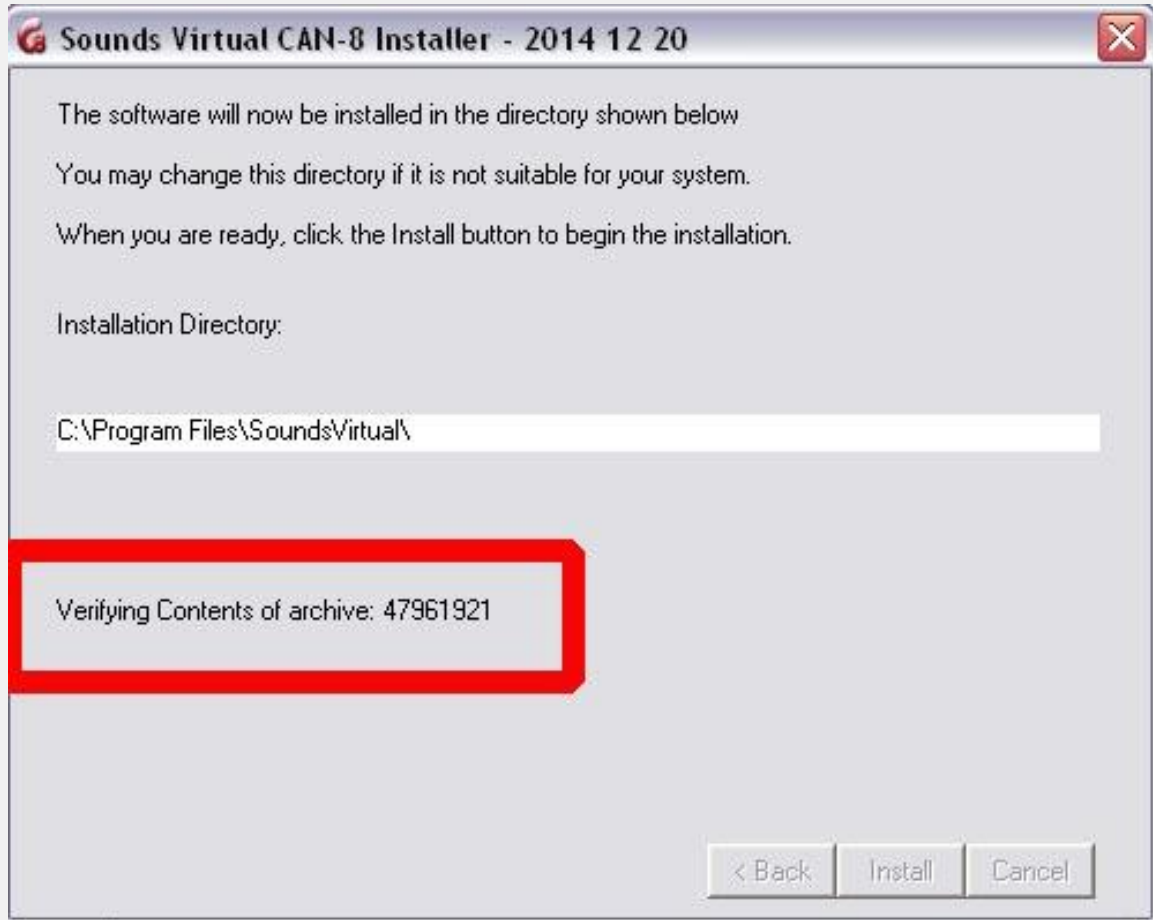 Sounds Virtual CAN-8 Installer - 2014 12 20
The software will now be installed in the directory shown below
You may change this directory if it is not suitable for your system.
When you are ready, click the Install button to begin the installation.
Installation Directory:
C:\Program Files\SoundsVirtual\
Verifying Contents of archive: 47961921
< Back Install Cancel